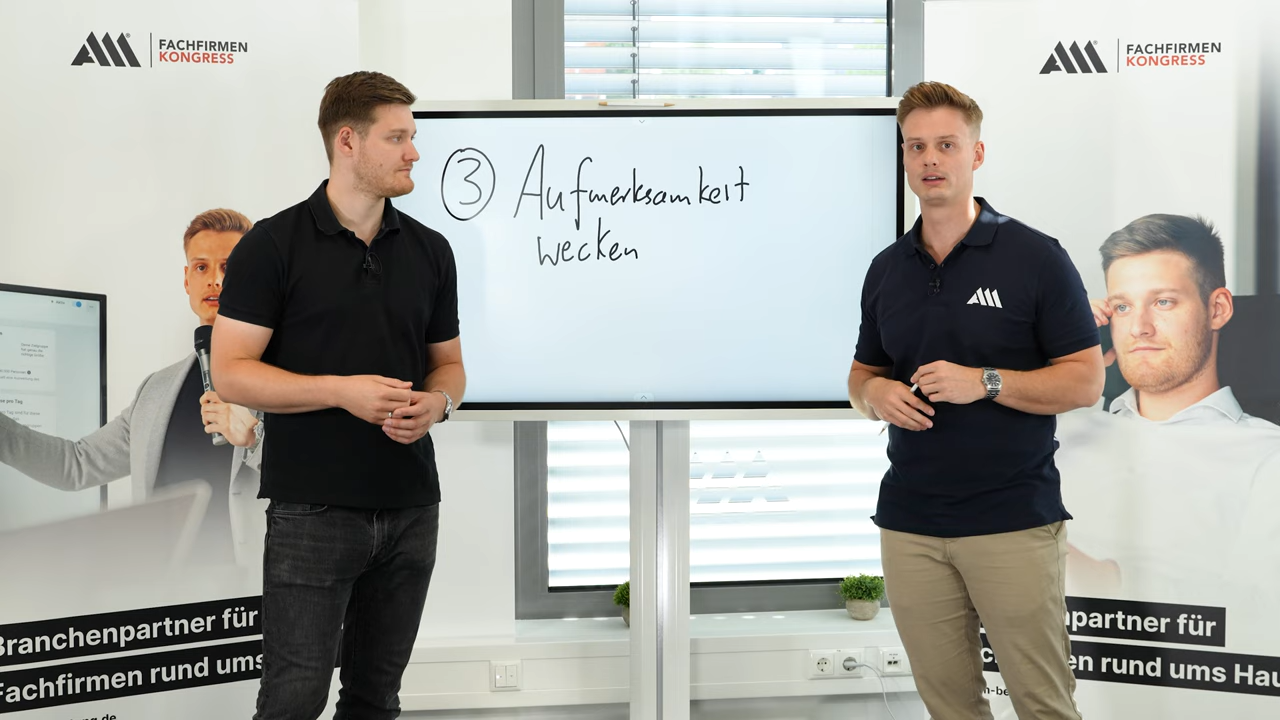 FACHFIRMEN
KONGRESS
FACHFIRMEN
KONGRESS
③ Aufmerksamkeit
wecken
Branchenpartner für
Fachfirmen rund ums
partner für
en rund ums Hau